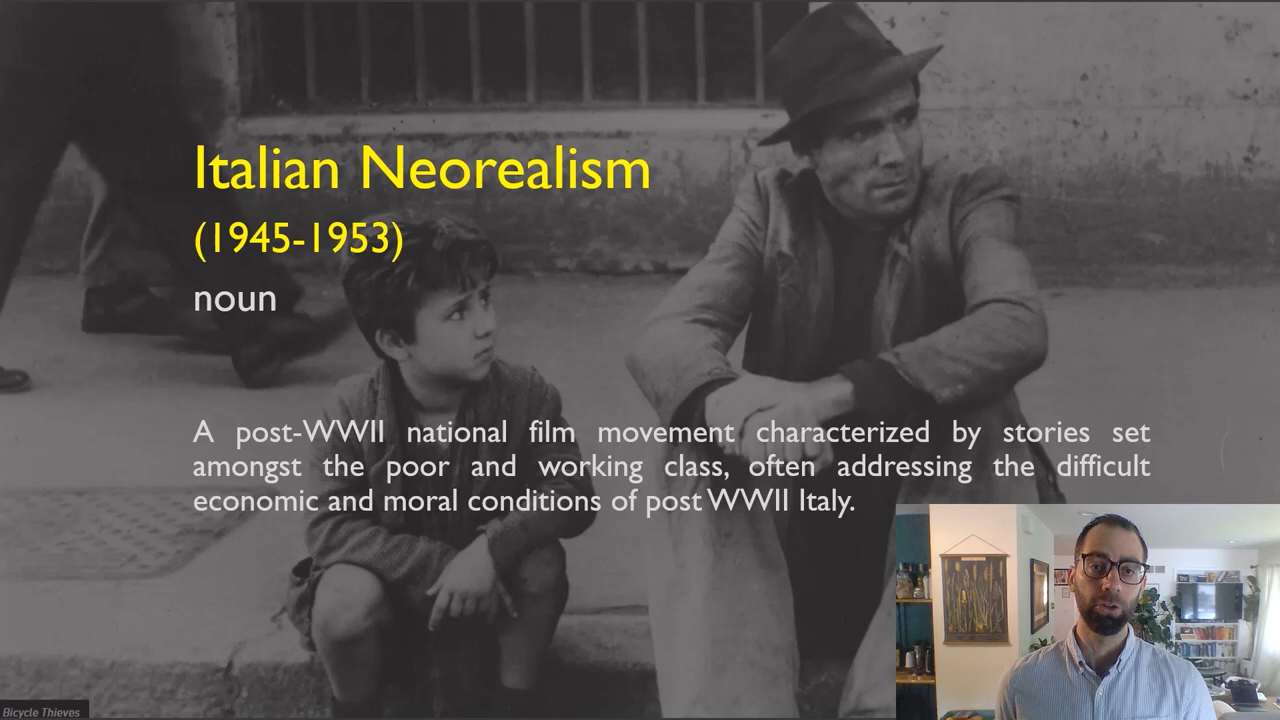 Italian Neorealism
(1945-1953)
noun
A post-WWII national film movement characterized by stories set
amongst the poor and working class, often addressing the difficult
economic and moral conditions of post WWII Italy.
Bicycle Thieves